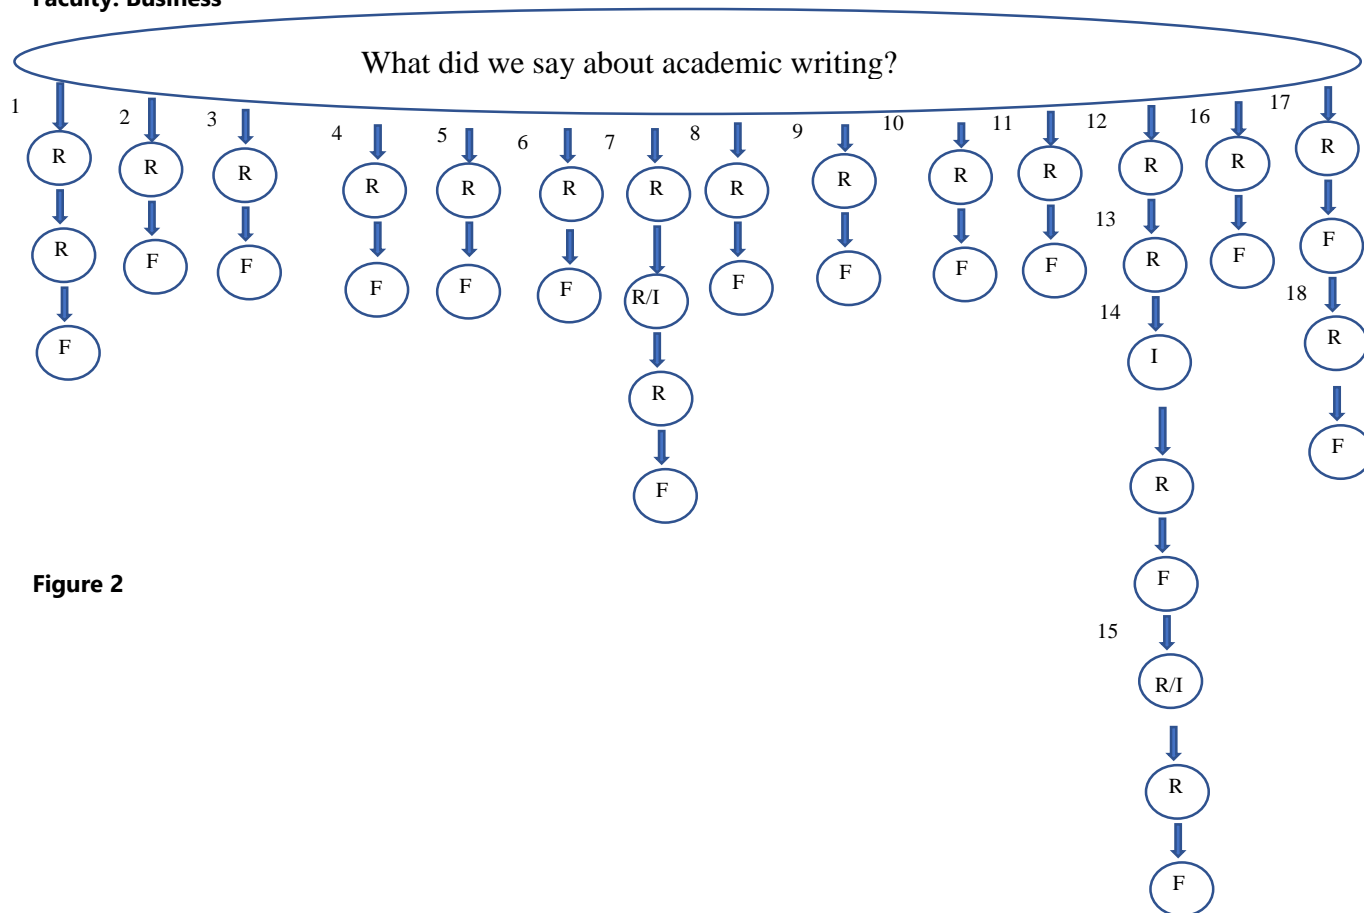 Faculty: Business
What did we say about academic writing?
1 2 3 4 5 6 7 8 9 10 11 12 16 17
R R R R R R R R R R R R R R
13
R F F F F F R/I F F F F R F F
14 18
F R I R
F R F
F
15
R/I
R
F
Figure 2